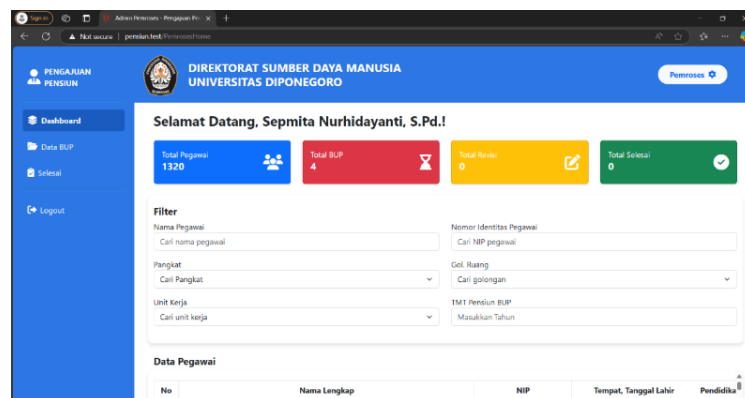 Sign in
Admin Pemroses - Pengajuan Pen
Not secure | pensiun.test/PemrosesHome
PENGAJUAN
PENSIUN
DIREKTORAT SUMBER DAYA MANUSIA
UNIVERSITAS DIPONEGORO
Pemroses
Dashboard
Data BUP
Selesai
Logout
Selamat Datang, Sepmita Nurhidayanti, S.Pd.!
Total Pegawai
1320
Total BUP
4
Total Revisi
0
Total Selesai
0
Filter
Nama Pegawai
Nomor Identitas Pegawai
Cari nama pegawai
Cari NIP pegawai
Pangkat
Gol. Ruang
Cari Pangkat
Cari golongan
Unit Kerja
TMT Pensiun BUP
Cari unit kerja
Masukkan Tahun
Data Pegawai
No Nama Lengkap NIP Tempat, Tanggal Lahir Pendidika